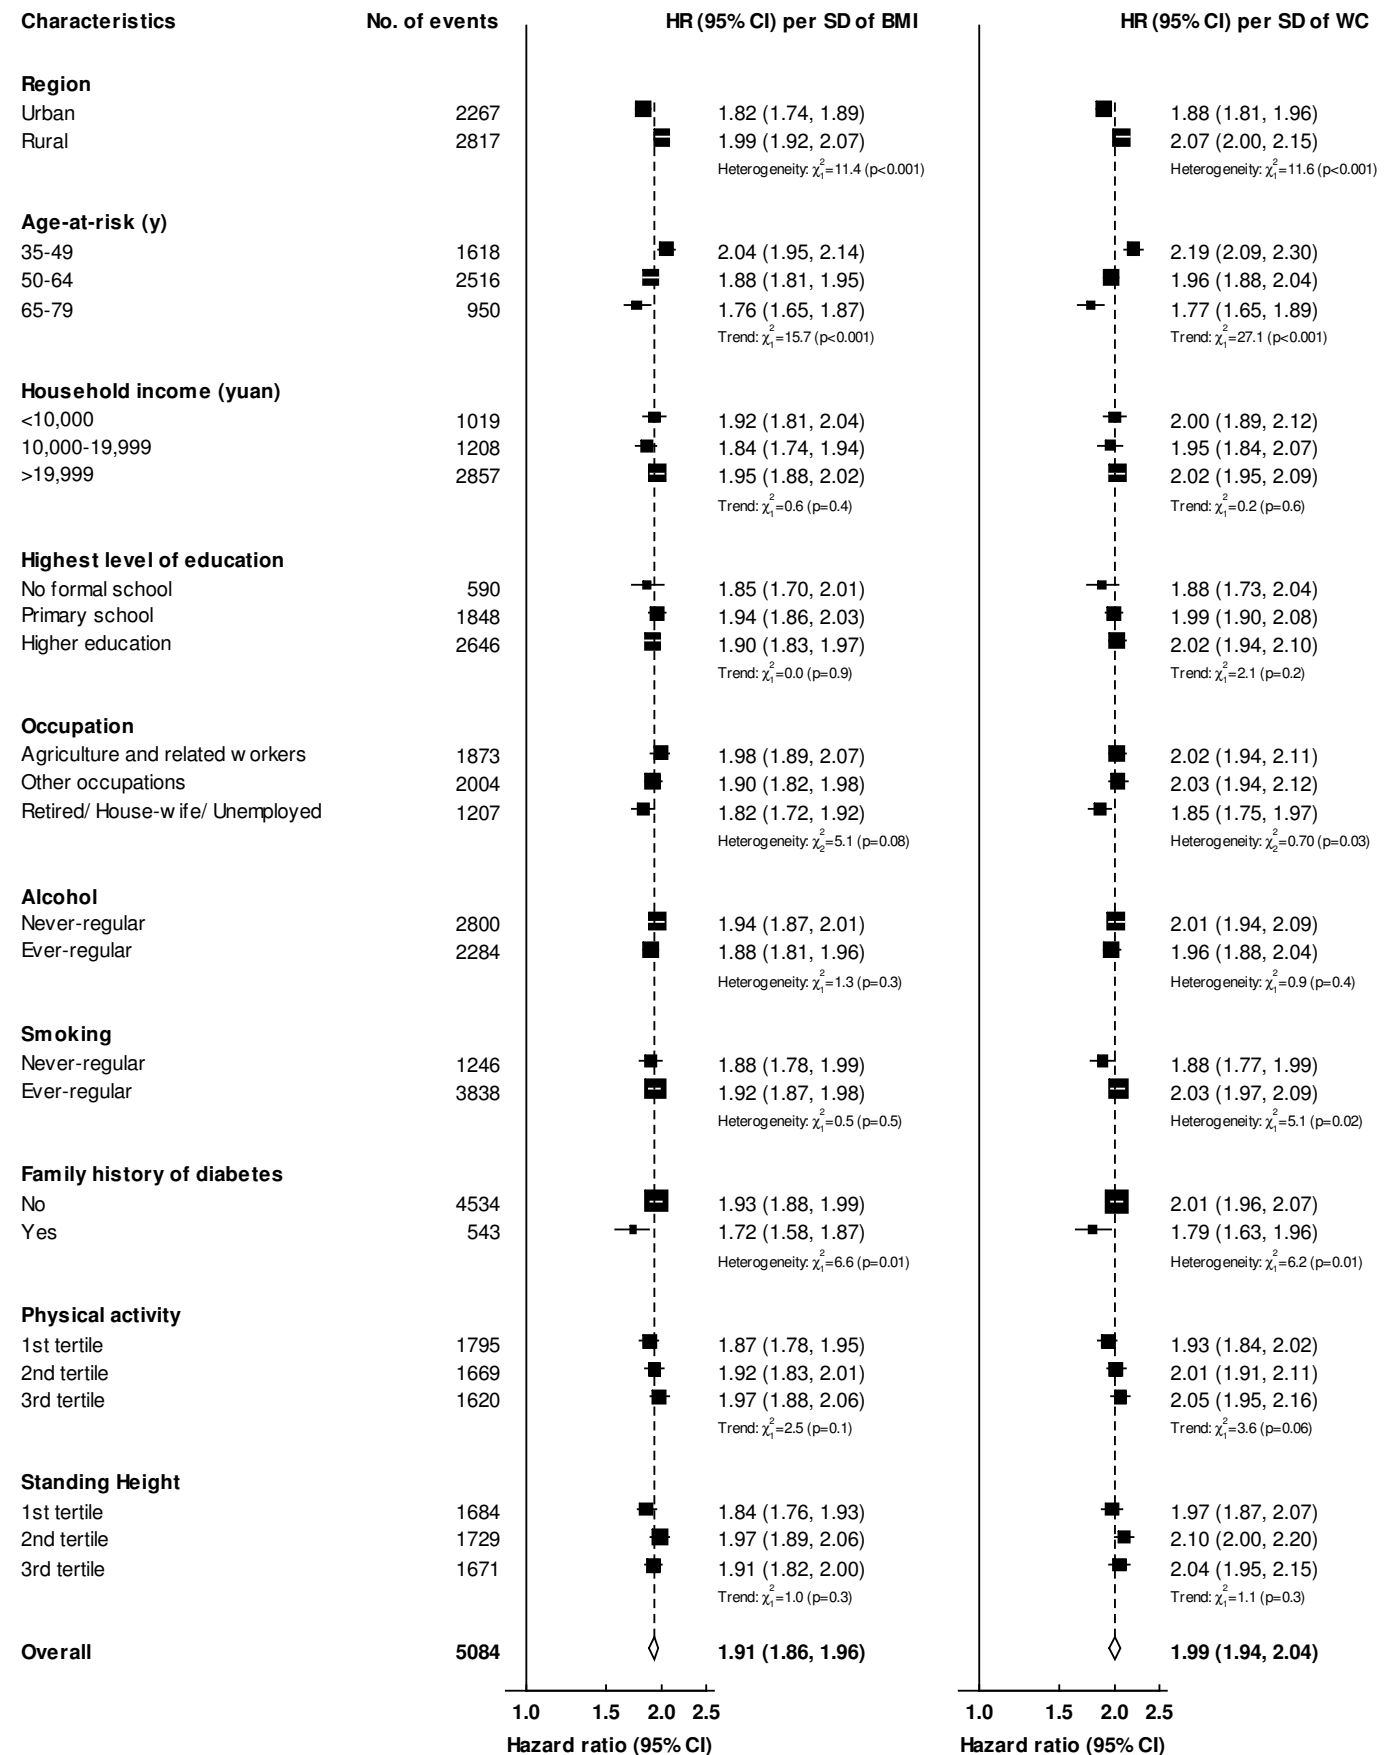 Characteristics No. of events HR (95% CI) per SD of BMI HR (95% CI) per SD of WC
Region
Urban 2267 1.82 (1.74, 1.89) 1.88 (1.81, 1.96)
Rural 2817 1.99 (1.92, 2.07) 2.07 (2.00, 2.15)
Heterogeneity: χ²₁=11.4 (p<0.001) Heterogeneity: χ²₁=11.6 (p<0.001)
Age-at-risk (y)
35-49 1618 2.04 (1.95, 2.14) 2.19 (2.09, 2.30)
50-64 2516 1.88 (1.81, 1.95) 1.96 (1.88, 2.04)
65-79 950 1.76 (1.65, 1.87) 1.77 (1.65, 1.89)
Trend: χ²₁=15.7 (p<0.001) Trend: χ²₁=27.1 (p<0.001)
Household income (yuan)
<10,000 1019 1.92 (1.81, 2.04) 2.00 (1.89, 2.12)
10,000-19,999 1208 1.84 (1.74, 1.94) 1.95 (1.84, 2.07)
>19,999 2857 1.95 (1.88, 2.02) 2.02 (1.95, 2.09)
Trend: χ²₁=0.6 (p=0.4) Trend: χ²₁=0.2 (p=0.6)
Highest level of education
No formal school 590 1.85 (1.70, 2.01) 1.88 (1.73, 2.04)
Primary school 1848 1.94 (1.86, 2.03) 1.99 (1.90, 2.08)
Higher education 2646 1.90 (1.83, 1.97) 2.02 (1.94, 2.10)
Trend: χ²₁=0.0 (p=0.9) Trend: χ²₁=2.1 (p=0.2)
Occupation
Agriculture and related workers 1873 1.98 (1.89, 2.07) 2.02 (1.94, 2.11)
Other occupations 2004 1.90 (1.82, 1.98) 2.03 (1.94, 2.12)
Retired/ House-wife/ Unemployed 1207 1.82 (1.72, 1.92) 1.85 (1.75, 1.97)
Heterogeneity: χ²₂=5.1 (p=0.08) Heterogeneity: χ²₂=0.70 (p=0.03)
Alcohol
Never-regular 2800 1.94 (1.87, 2.01) 2.01 (1.94, 2.09)
Ever-regular 2284 1.88 (1.81, 1.96) 1.96 (1.88, 2.04)
Heterogeneity: χ²₁=1.3 (p=0.3) Heterogeneity: χ²₁=0.9 (p=0.4)
Smoking
Never-regular 1246 1.88 (1.78, 1.99) 1.88 (1.77, 1.99)
Ever-regular 3838 1.92 (1.87, 1.98) 2.03 (1.97, 2.09)
Heterogeneity: χ²₁=0.5 (p=0.5) Heterogeneity: χ²₁=5.1 (p=0.02)
Family history of diabetes
No 4534 1.93 (1.88, 1.99) 2.01 (1.96, 2.07)
Yes 543 1.72 (1.58, 1.87) 1.79 (1.63, 1.96)
Heterogeneity: χ²₁=6.6 (p=0.01) Heterogeneity: χ²₁=6.2 (p=0.01)
Physical activity
1st tertile 1795 1.87 (1.78, 1.95) 1.93 (1.84, 2.02)
2nd tertile 1669 1.92 (1.83, 2.01) 2.01 (1.91, 2.11)
3rd tertile 1620 1.97 (1.88, 2.06) 2.05 (1.95, 2.16)
Trend: χ²₁=2.5 (p=0.1) Trend: χ²₁=3.6 (p=0.06)
Standing Height
1st tertile 1684 1.84 (1.76, 1.93) 1.97 (1.87, 2.07)
2nd tertile 1729 1.97 (1.89, 2.06) 2.10 (2.00, 2.20)
3rd tertile 1671 1.91 (1.82, 2.00) 2.04 (1.95, 2.15)
Trend: χ²₁=1.0 (p=0.3) Trend: χ²₁=1.1 (p=0.3)
Overall 5084 1.91 (1.86, 1.96) 1.99 (1.94, 2.04)
1.0 1.5 2.0 2.5 1.0 1.5 2.0 2.5
Hazard ratio (95% CI) Hazard ratio (95% CI)